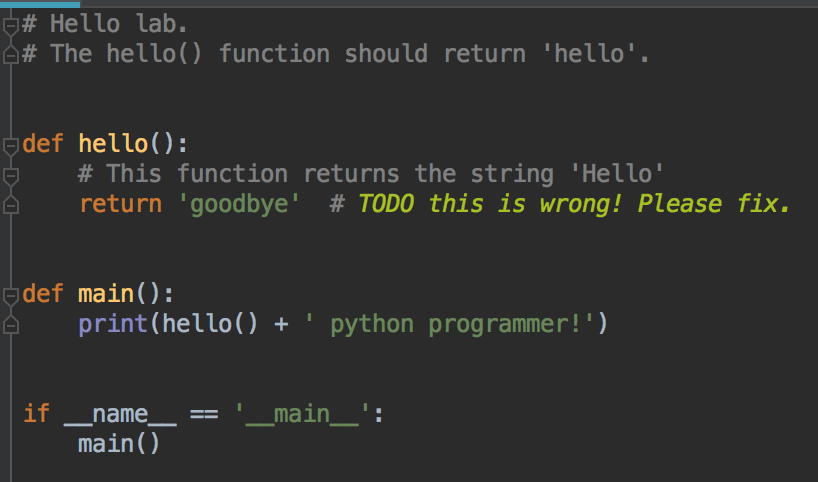 # Hello lab.
# The hello() function should return 'hello'.
def hello():
    # This function returns the string 'Hello'
    return 'goodbye'  # TODO this is wrong! Please fix.
def main():
    print(hello() + ' python programmer!')
if __name__ == '__main__':
    main()